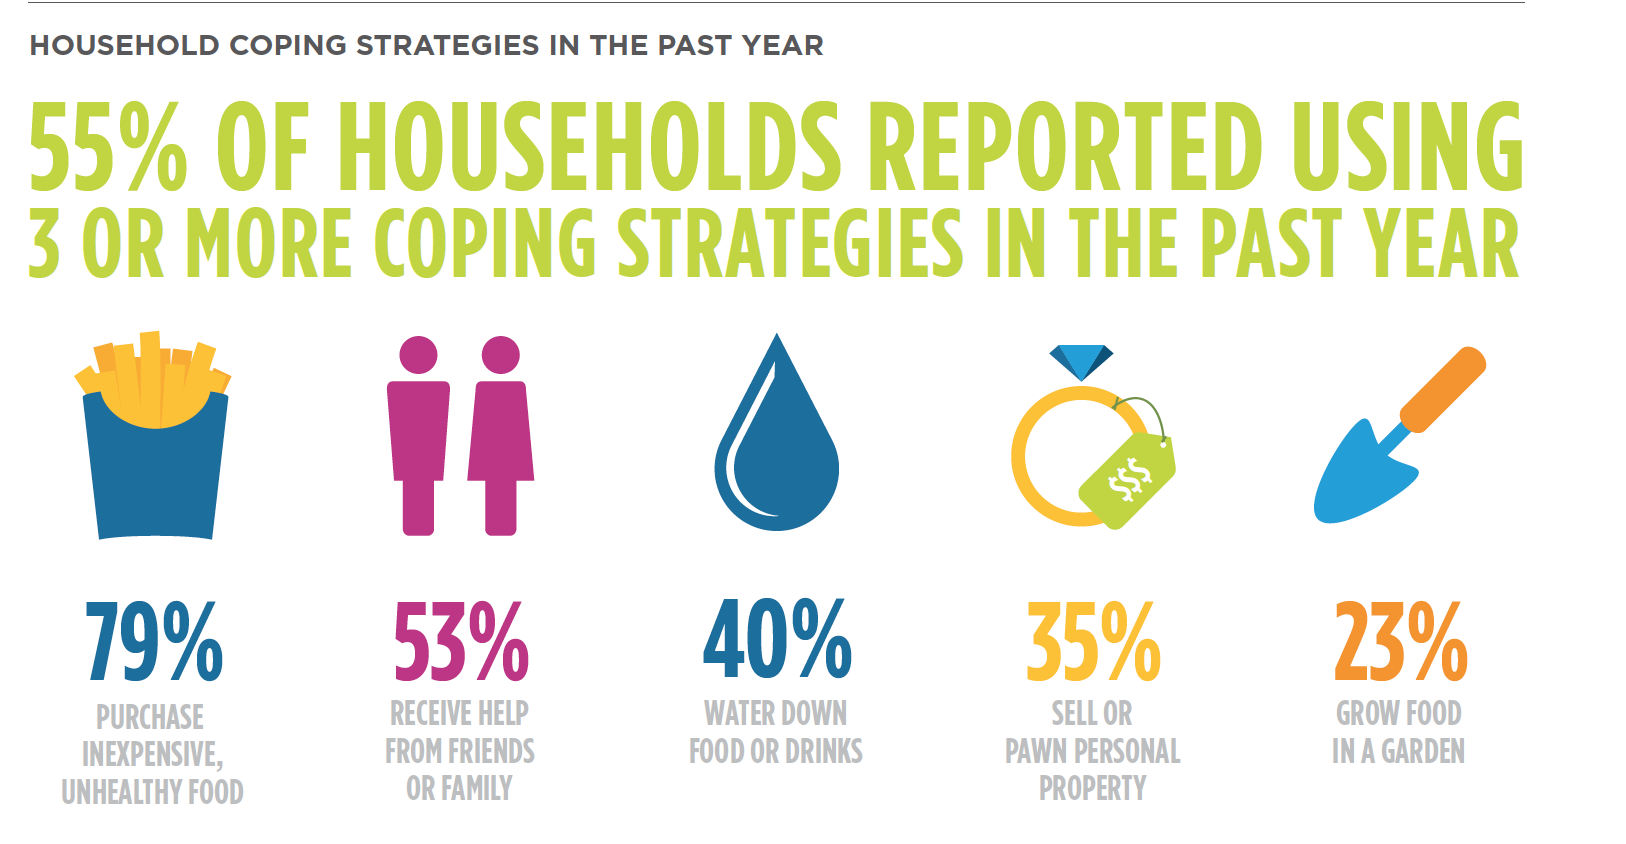 HOUSEHOLD COPING STRATEGIES IN THE PAST YEAR
55% OF HOUSEHOLDS REPORTED USING
3 OR MORE COPING STRATEGIES IN THE PAST YEAR
$$$
79%
PURCHASE
INEXPENSIVE,
UNHEALTHY FOOD
53%
RECEIVE HELP
FROM FRIENDS
OR FAMILY
40%
WATER DOWN
FOOD OR DRINKS
35%
SELL OR
PAWN PERSONAL
PROPERTY
23%
GROW FOOD
IN A GARDEN